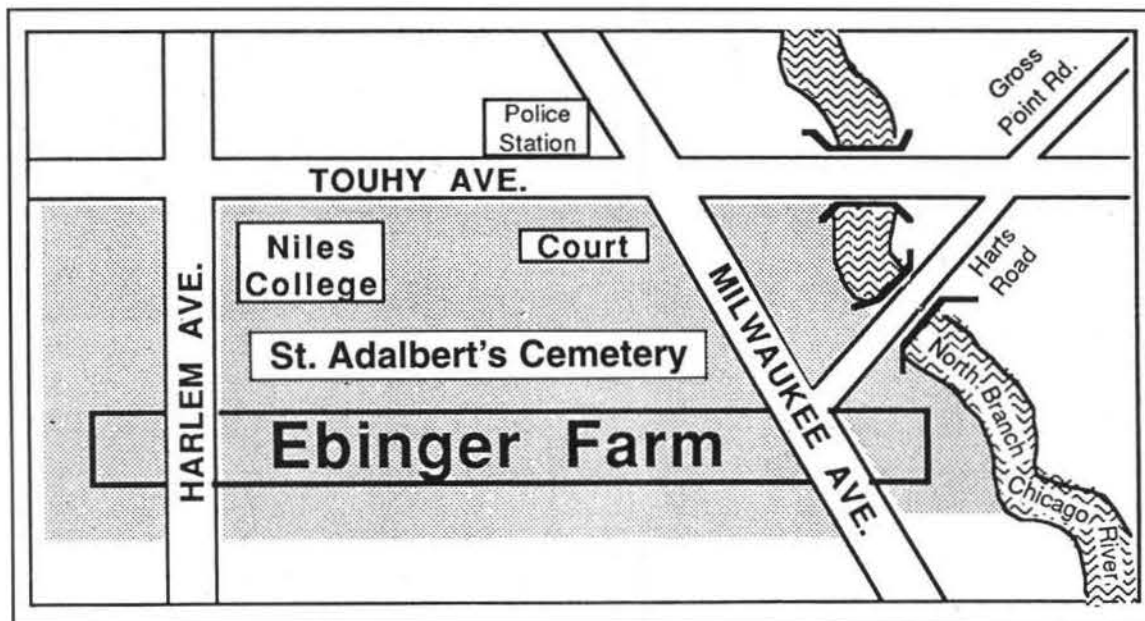 Police
Station
Gross
Point Rd.
TOUHY AVE.
Niles
College
Court
Harts
Road
HARLEM AVE.
MILWAUKEE AVE.
St. Adalbert's Cemetery
Ebinger Farm
North Branch
Chicago
River